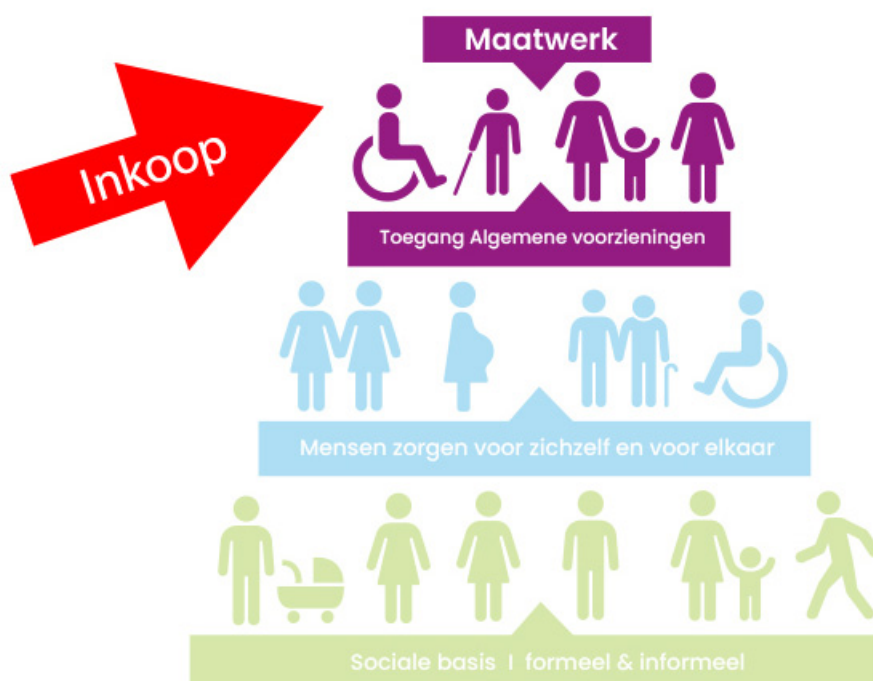 Maatwerk
Inkoop
Toegang Algemene voorzieningen
Mensen zorgen voor zichzelf en voor elkaar
Sociale basis I formeel & informeel